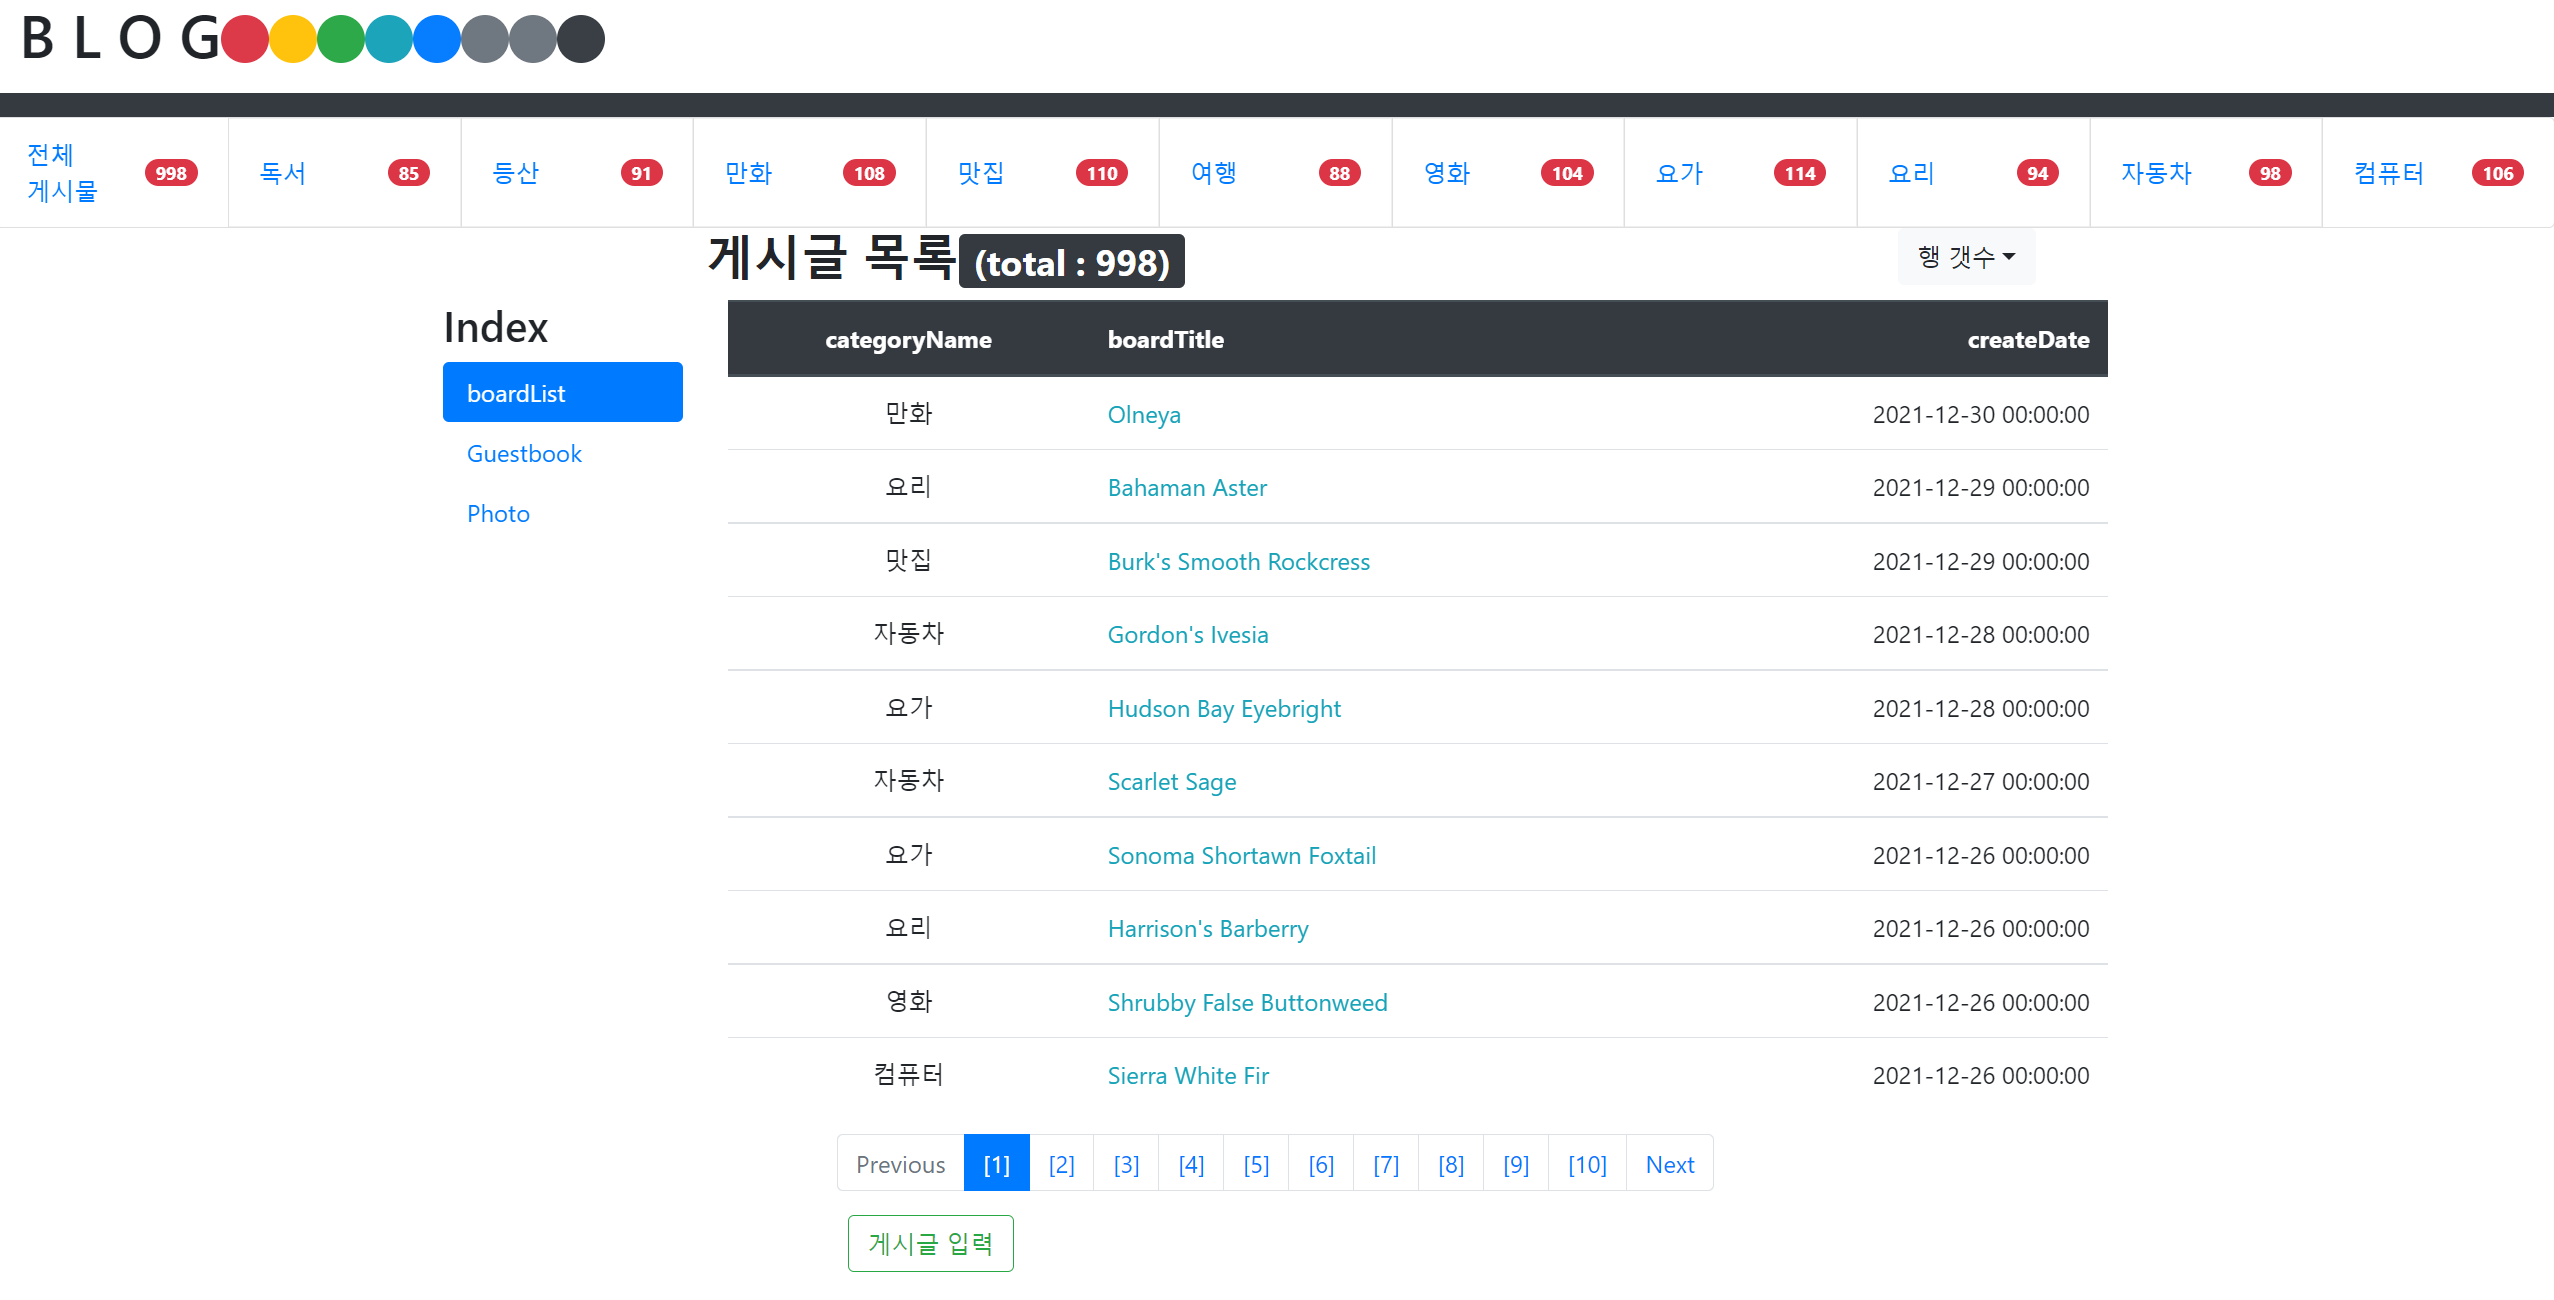 B L O G
전체
게시물 998
독서 85
등산 91
만화 108
맛집 110
여행 88
영화 104
요가 114
요리 94
자동차 98
컴퓨터 106
게시글 목록 (total : 998)
행 갯수
Index
boardList
Guestbook
Photo
categoryName boardTitle createDate
만화 Olneya 2021-12-30 00:00:00
요리 Bahaman Aster 2021-12-29 00:00:00
맛집 Burk's Smooth Rockcress 2021-12-29 00:00:00
자동차 Gordon's Ivesia 2021-12-28 00:00:00
요가 Hudson Bay Eyebright 2021-12-28 00:00:00
자동차 Scarlet Sage 2021-12-27 00:00:00
요가 Sonoma Shortawn Foxtail 2021-12-26 00:00:00
요리 Harrison's Barberry 2021-12-26 00:00:00
영화 Shrubby False Buttonweed 2021-12-26 00:00:00
컴퓨터 Sierra White Fir 2021-12-26 00:00:00
Previous [1] [2] [3] [4] [5] [6] [7] [8] [9] [10] Next
게시글 입력